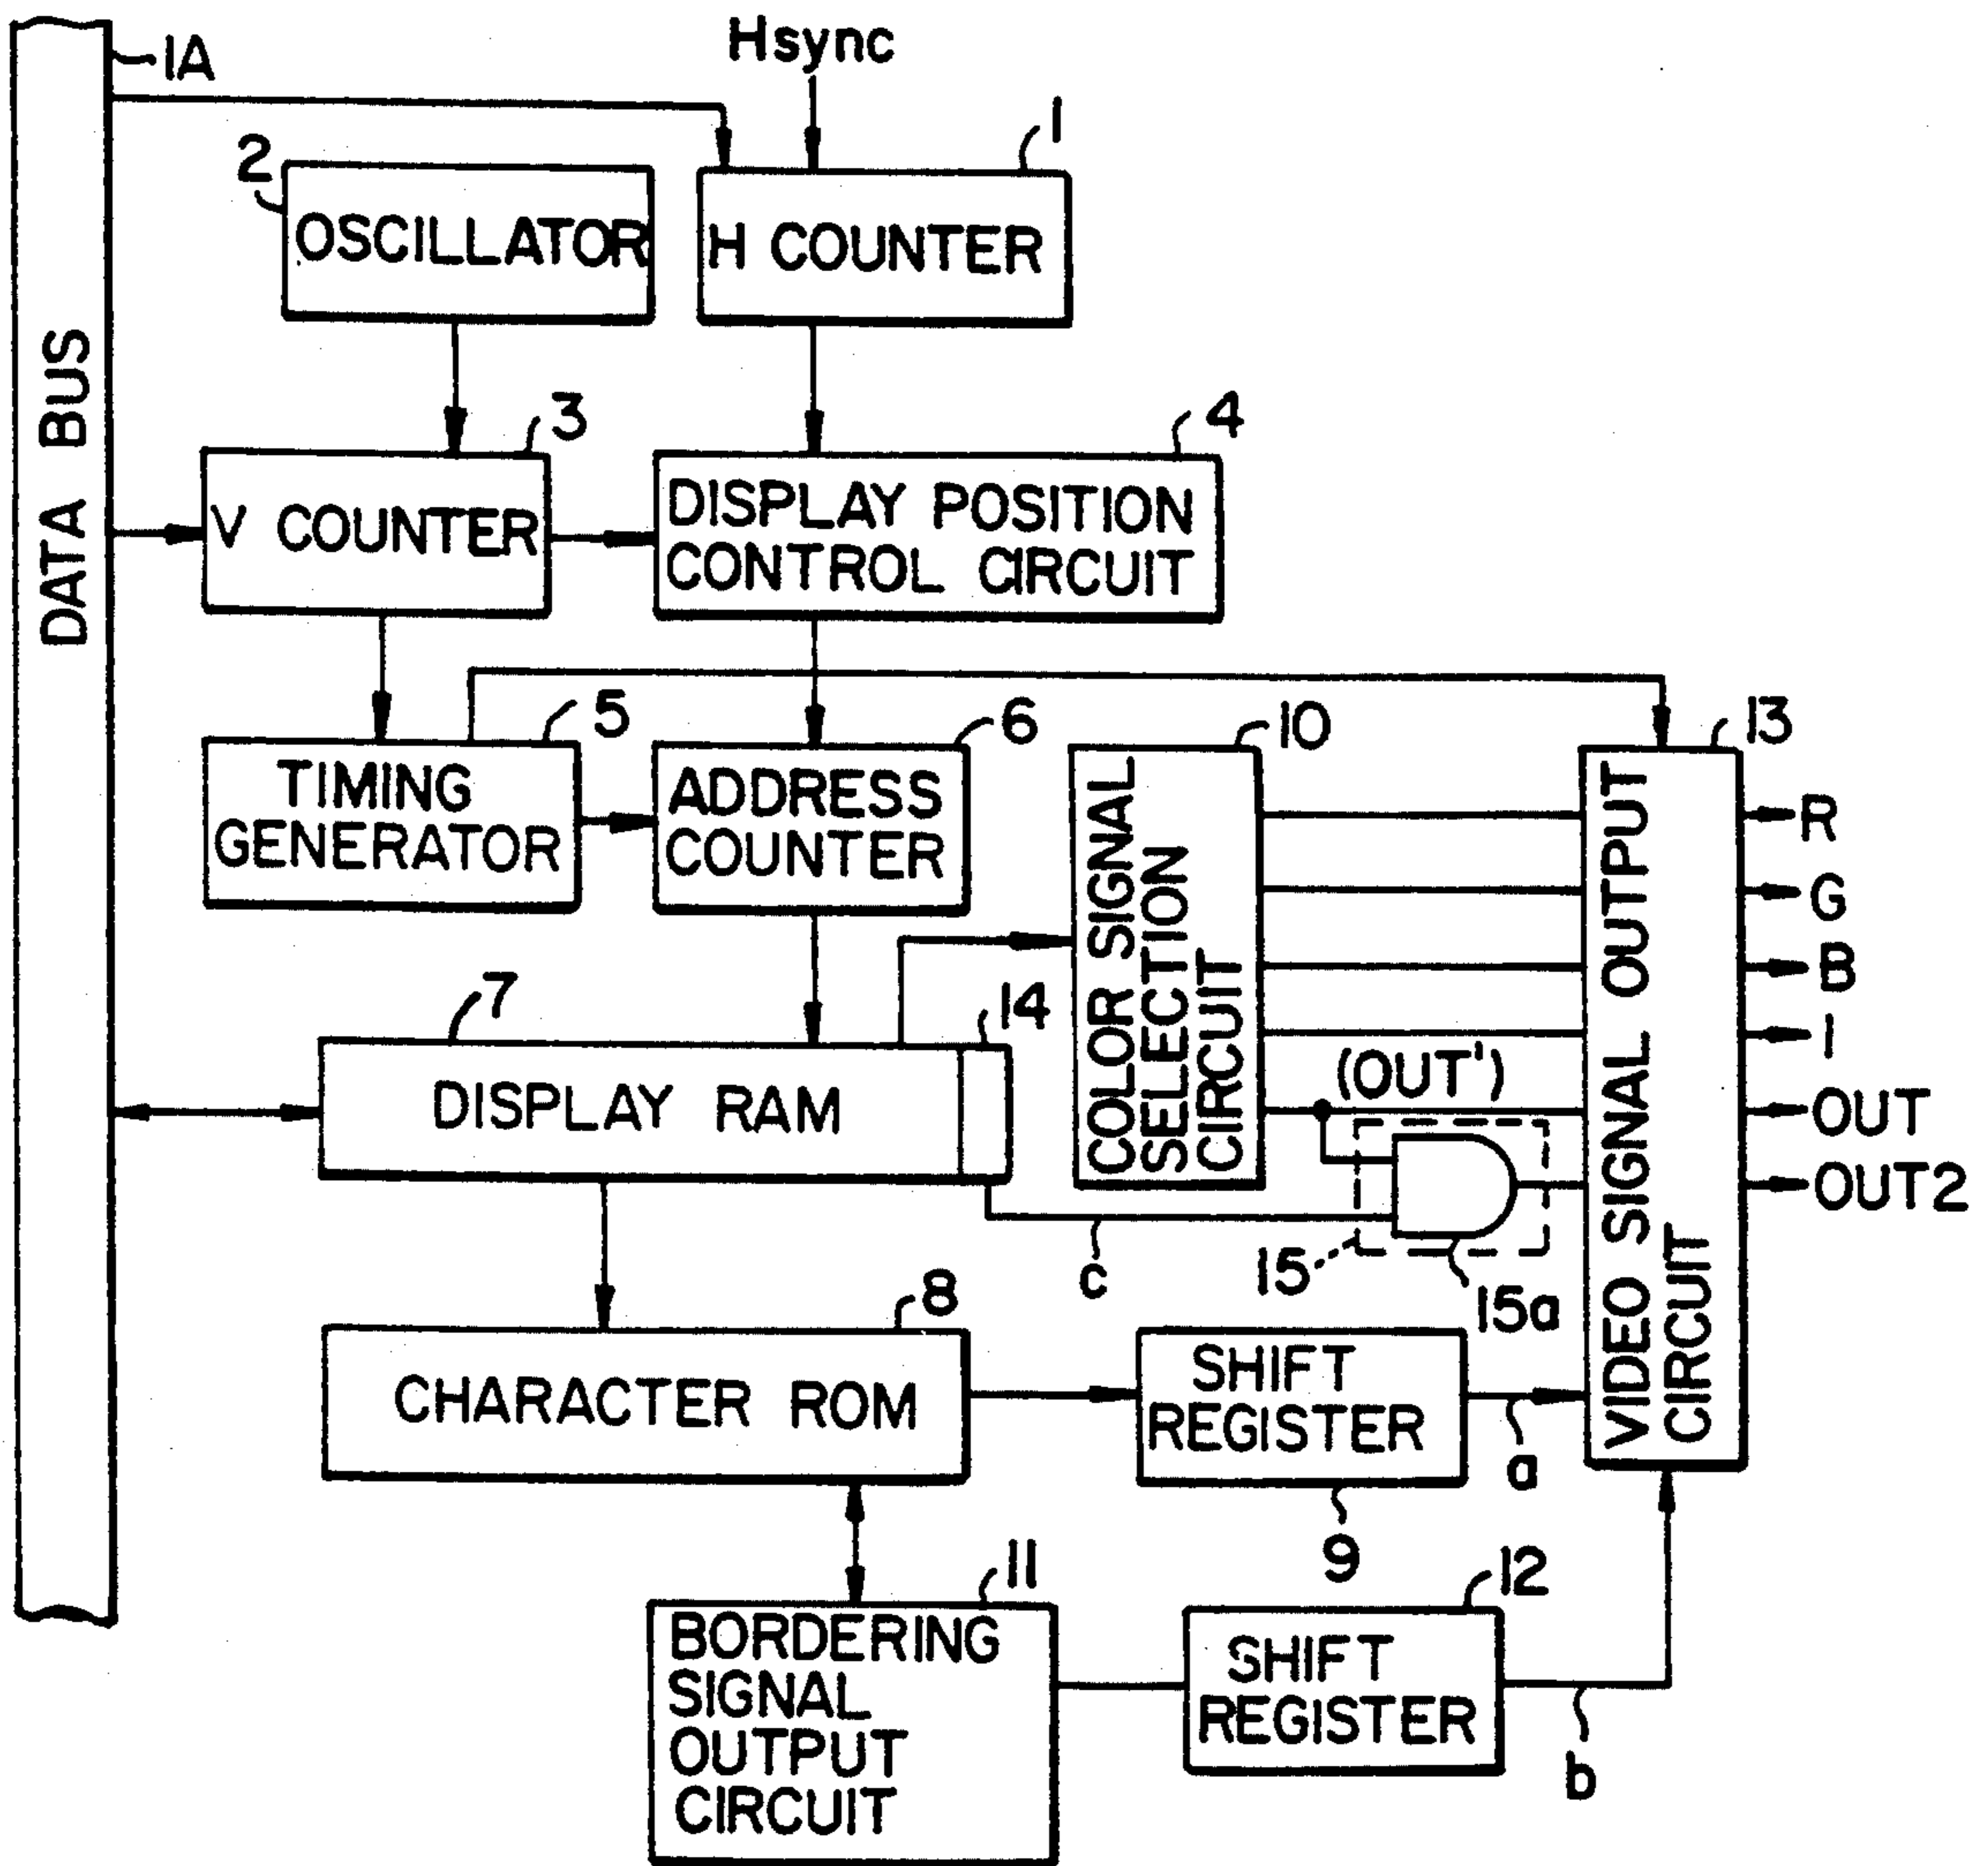 1A
Hsync
1
2
OSCILLATOR
H COUNTER
DATA BUS
3
4
V COUNTER
DISPLAY POSITION
CONTROL CIRCUIT
5
6
10
13
TIMING
GENERATOR
ADDRESS
COUNTER
COLOR SIGNAL
SELECTION
CIRCUIT
VIDEO SIGNAL OUTPUT
CIRCUIT
R
G
B
I
OUT
OUT2
7
14
DISPLAY RAM
(OUT')
c
15
15a
8
CHARACTER ROM
SHIFT
REGISTER
a
9
11
12
BORDERING
SIGNAL
OUTPUT
CIRCUIT
SHIFT
REGISTER
b